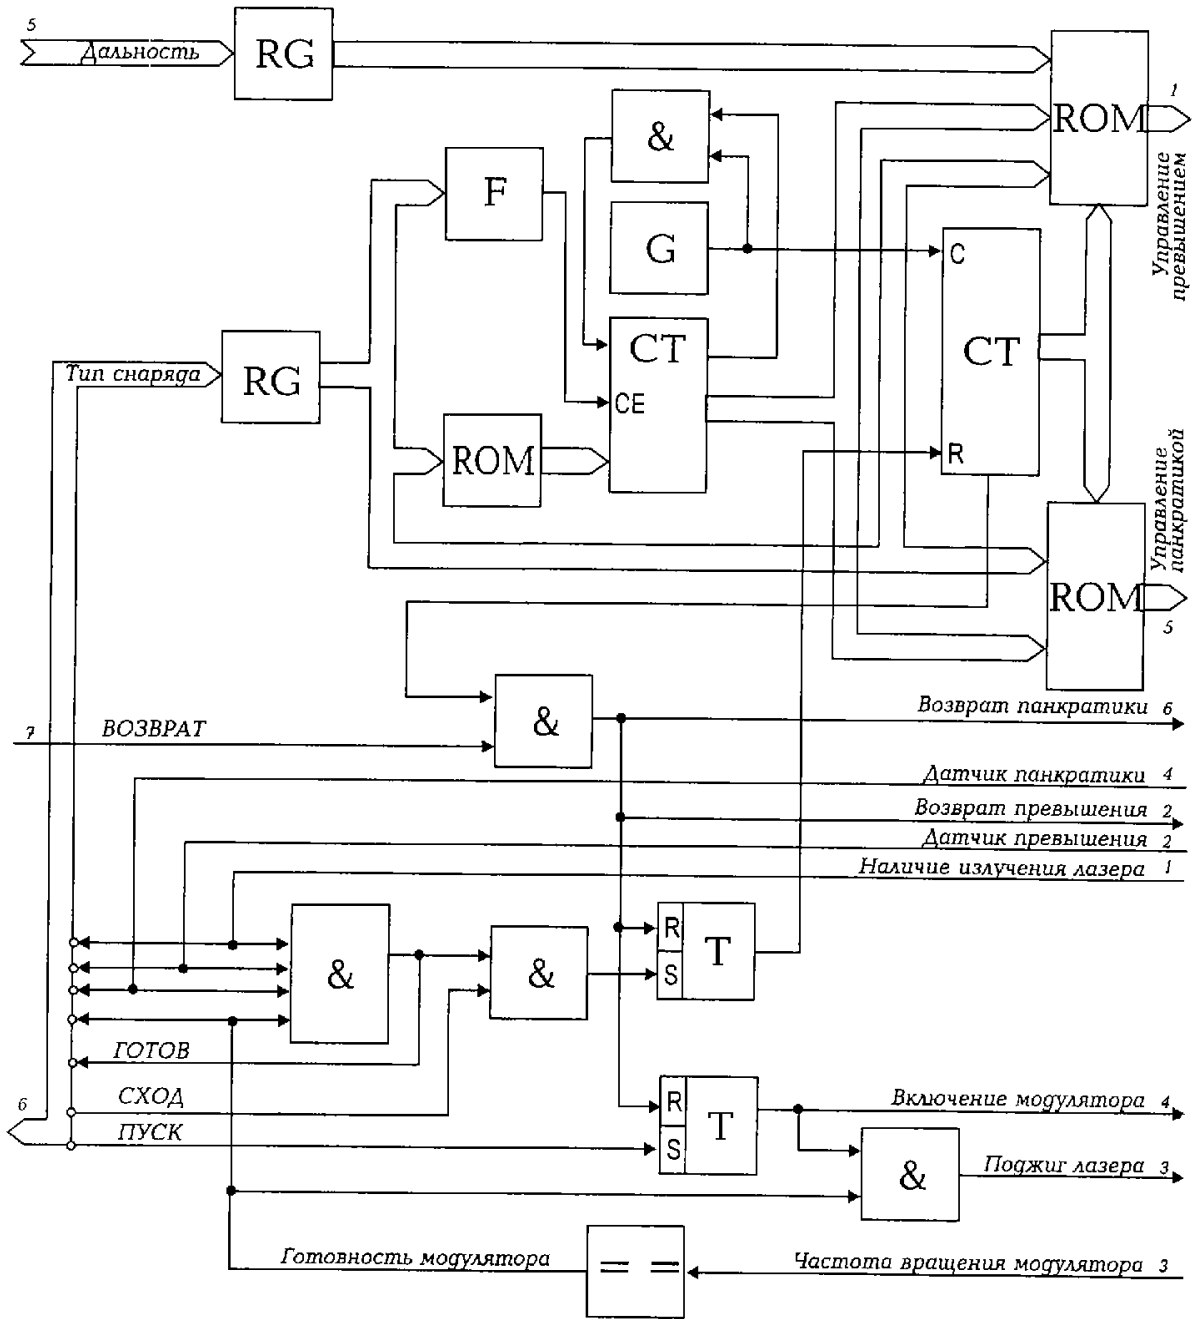 5
Дальность
RG
ROM
1
Управление
превышением
&
F
G
C
CT
R
CT
CE
Тип снаряда
RG
ROM
Управление
панкратикой
ROM
5
&
Возврат панкратики 6
7 ВОЗВРАТ
Датчик панкратики 4
Возврат превышения 2
Датчик превышения 2
Наличие излучения лазера 1
&
&
R
S
T
ГОТОВ
6
СХОД
ПУСК
R
S
T
Включение модулятора 4
&
Поджиг лазера 3
Готовность модулятора
= =
Частота вращения модулятора 3